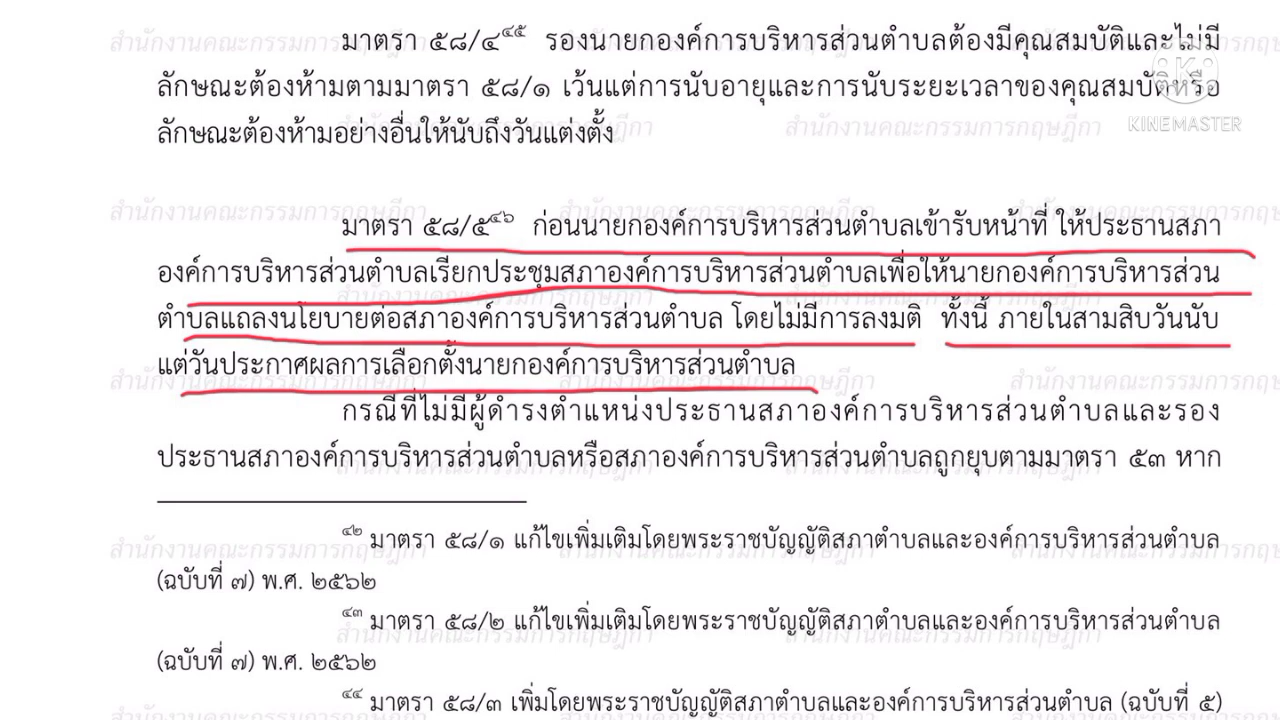 มาตรา ๕๘/๔๔๕ รองนายกองค์การบริหารส่วนตำบลต้องมีคุณสมบัติและไม่มี
ลักษณะต้องห้ามตามมาตรา ๕๘/๑ เว้นแต่การนับอายุและการนับระยะเวลาของคุณสมบัติหรือ
KINEMASTER
ลักษณะต้องห้ามอย่างอื่นให้นับถึงวันแต่งตั้ง
มาตรา ๕๘/๕๔๖ ก่อนนายกองค์การบริหารส่วนตำบลเข้ารับหน้าที่ ให้ประธานสภา
องค์การบริหารส่วนตำบลเรียกประชุมสภาองค์การบริหารส่วนตำบลเพื่อให้นายกองค์การบริหารส่วน
ตำบลแถลงนโยบายต่อสภาองค์การบริหารส่วนตำบล โดยไม่มีการลงมติ ทั้งนี้ ภายในสามสิบวันนับ
แต่วันประกาศผลการเลือกตั้งนายกองค์การบริหารส่วนตำบล
กรณีที่ไม่มีผู้ดำรงตำแหน่งประธานสภาองค์การบริหารส่วนตำบลและรอง
ประธานสภาองค์การบริหารส่วนตำบลหรือสภาองค์การบริหารส่วนตำบลถูกยุบตามมาตรา ๕๓ หาก
๔๒ มาตรา ๕๘/๑ แก้ไขเพิ่มเติมโดยพระราชบัญญัติสภาตำบลและองค์การบริหารส่วนตำบล
(ฉบับที่ ๗) พ.ศ. ๒๕๖๒
๔๓ มาตรา ๕๘/๒ แก้ไขเพิ่มเติมโดยพระราชบัญญัติสภาตำบลและองค์การบริหารส่วนตำบล
(ฉบับที่ ๗) พ.ศ. ๒๕๖๒
๔๔ มาตรา ๕๘/๓ เพิ่มโดยพระราชบัญญัติสภาตำบลและองค์การบริหารส่วนตำบล (ฉบับที่ ๕)